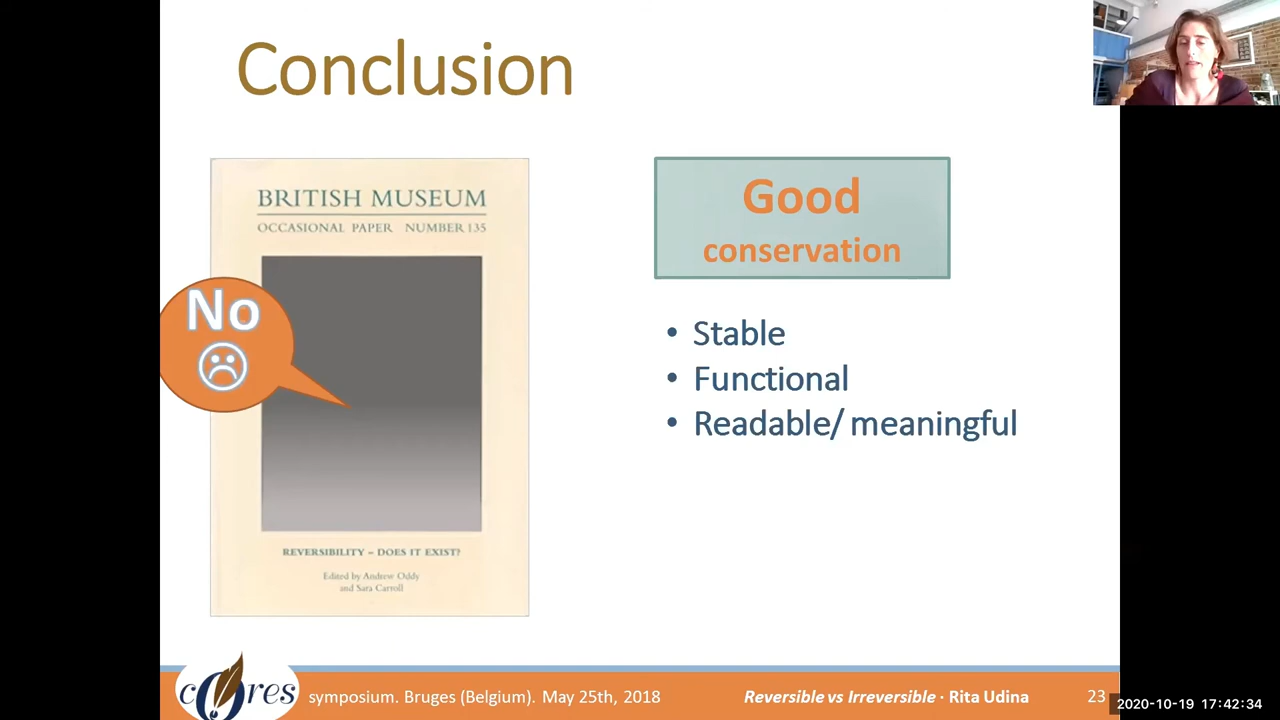 Conclusion
BRITISH MUSEUM
OCCASIONAL PAPER NUMBER 135
No
REVERSIBILITY – DOES IT EXIST?
Edited by Andrew Oddy
and Sara Carroll
Good
conservation
• Stable
• Functional
• Readable/ meaningful
cOres
symposium. Bruges (Belgium). May 25th, 2018
Reversible vs Irreversible · Rita Udina
23
2020-10-19 17:42:34